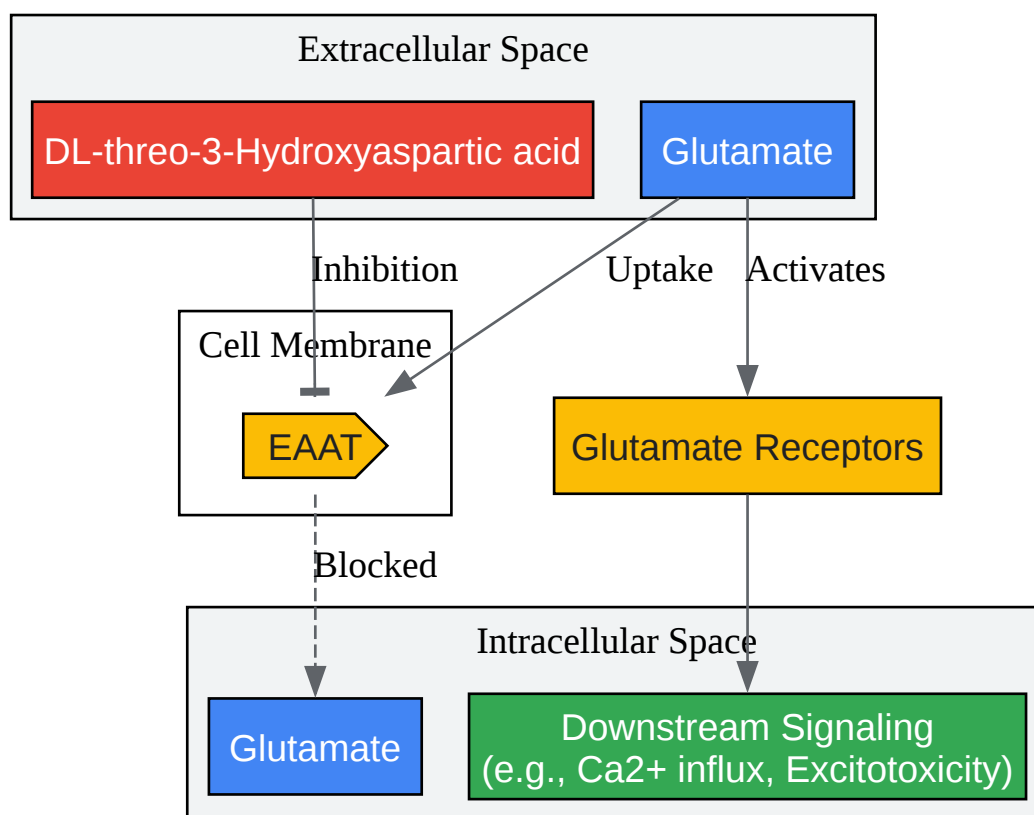 Extracellular Space
DL-threo-3-Hydroxyaspartic acid
Glutamate
Inhibition
Uptake
Activates
Cell Membrane
EAAT
Glutamate Receptors
Blocked
Intracellular Space
Glutamate
Downstream Signaling
(e.g., Ca2+ influx, Excitotoxicity)